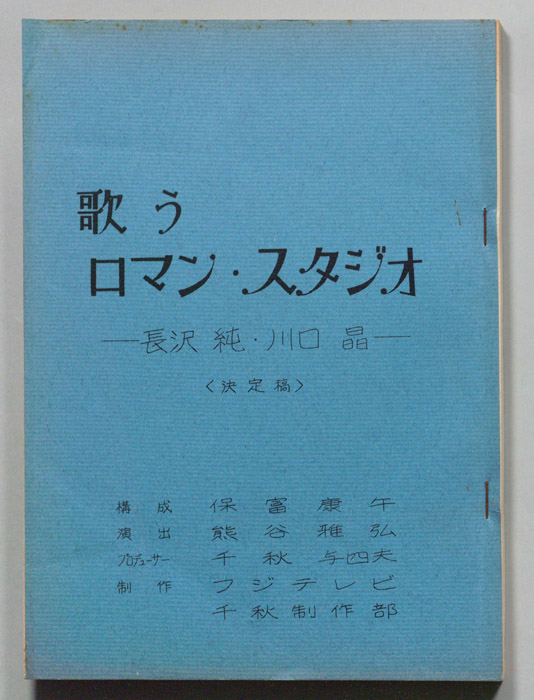 歌う
ロマン・スタジオ
―長沢 純・川口 晶―
〈決定稿〉
構成 保富康午
演出 熊谷雅弘
プロデューサー 千秋与四夫
制作 フジテレビ
千秋制作部